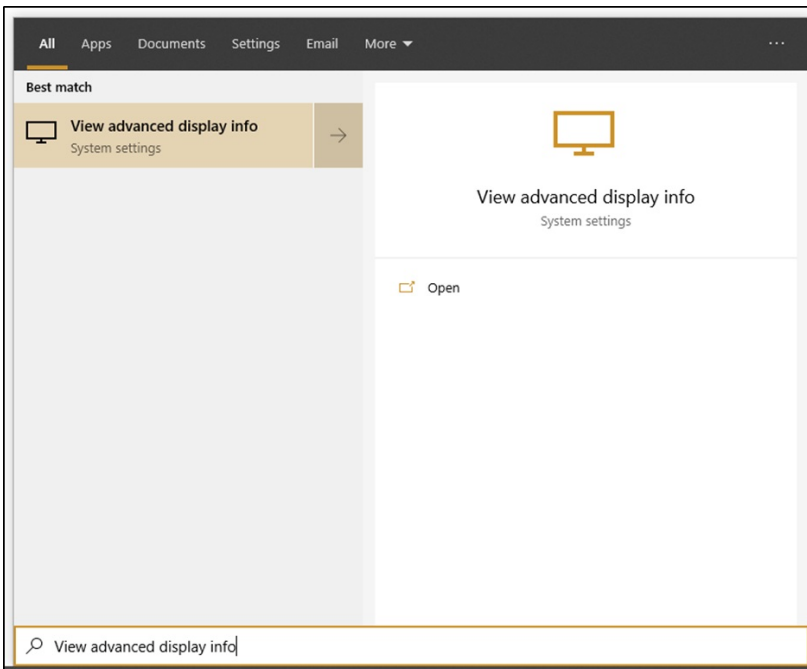 All Apps Documents Settings Email More
Best match
View advanced display info
System settings
View advanced display info
System settings
Open
View advanced display info